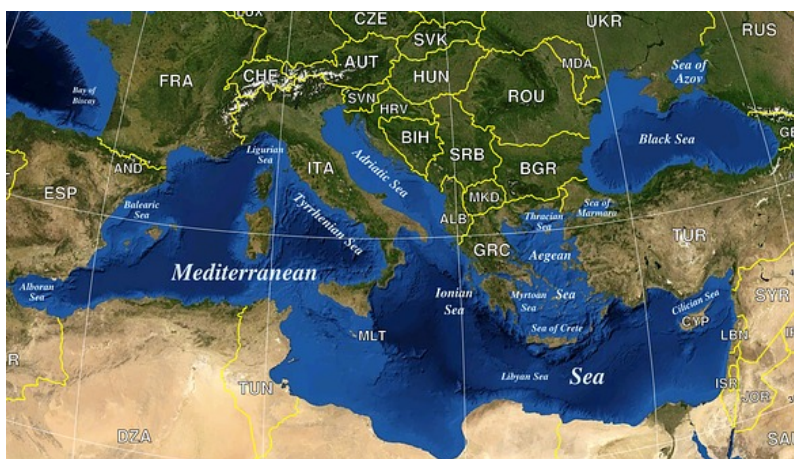 CZE
UKR
RUS
SVK
AUT
MDA
Sea of
Azov
FRA
CHE
HUN
Bay of
Biscay
SVN
HRV
ROU
BIH
SRB
Black Sea
Ligurian
Sea
ITA
Adriatic Sea
BGR
AND
ESP
MKD
Balearic
Sea
Tyrrhenian Sea
ALB
Thracian
Sea
Sea of
Marmara
TUR
GRC
Aegean
Sea
Mediterranean
Sea
Alboran
Sea
Ionian
Sea
Myrtoan
Sea
Cilician Sea
SYR
CYP
Sea of Crete
MLT
LBN
Libyan Sea
TUN
ISR
JOR
DZA